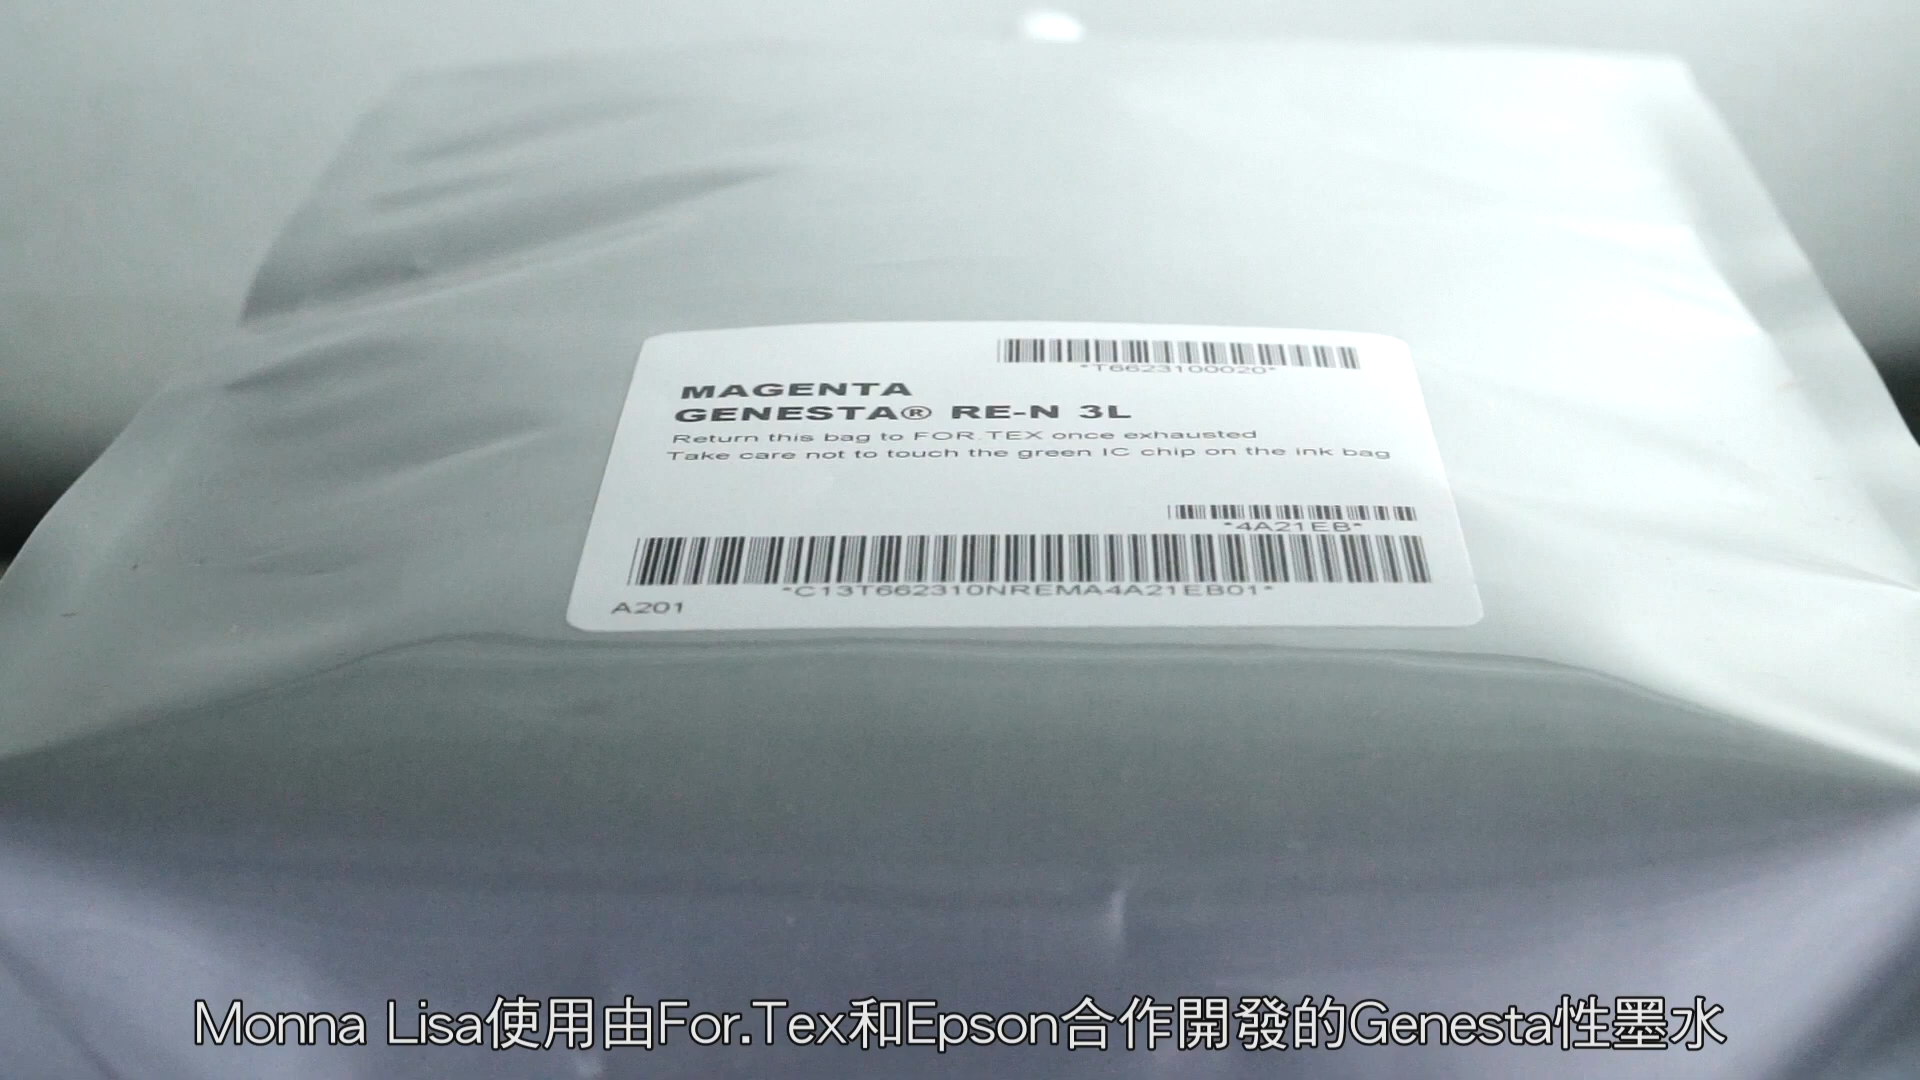 *T6623100020*
MAGENTA
GENESTA® RE-N 3L
Return this bag to FOR.TEX once exhausted
Take care not to touch the green IC chip on the ink bag
*4A21EB*
*C13T662310NREMA4A21EB01*
A201
Monna Lisa使用由For.Tex和Epson合作開發的Genesta性墨水